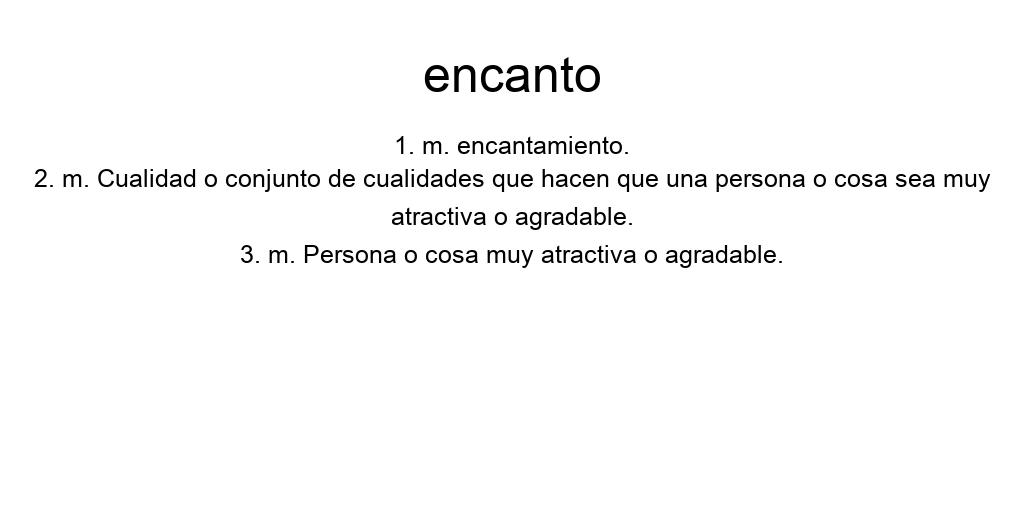 encanto
1. m. encantamiento.
2. m. Cualidad o conjunto de cualidades que hacen que una persona o cosa sea muy
atractiva o agradable.
3. m. Persona o cosa muy atractiva o agradable.